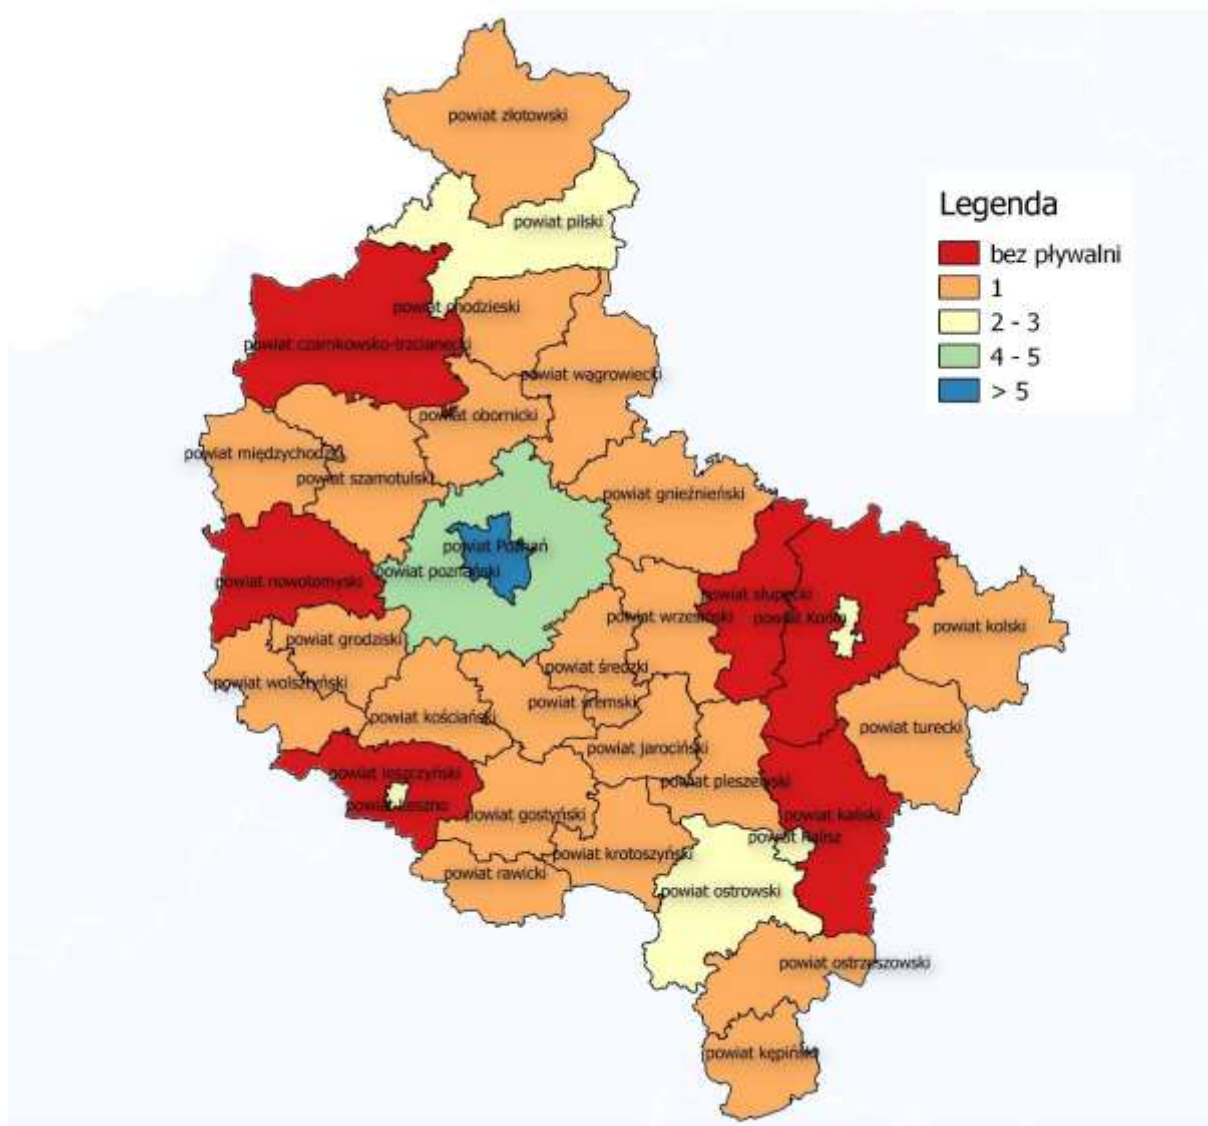 powiat złotowski
powiat pilski
Legenda
bez pływalni
1
2 - 3
4 - 5
> 5
powiat chodzieski
powiat czarnkowsko-trzcianecki
powiat wągrowiecki
powiat obornicki
powiat międzychodzki
powiat szamotulski
powiat gnieźnieński
powiat Poznań
powiat poznański
powiat nowotomyski
powiat słupecki
powiat wrzesiński
powiat Konin
powiat kolski
powiat grodziski
powiat średzki
powiat wolsztyński
powiat śremski
powiat kościański
powiat turecki
powiat jarociński
powiat leszczyński
powiat pleszewski
powiat Leszno
powiat gostyński
powiat kaliski
powiat Kalisz
powiat krotoszyński
powiat rawicki
powiat ostrowski
powiat ostrzeszowski
powiat kępiński